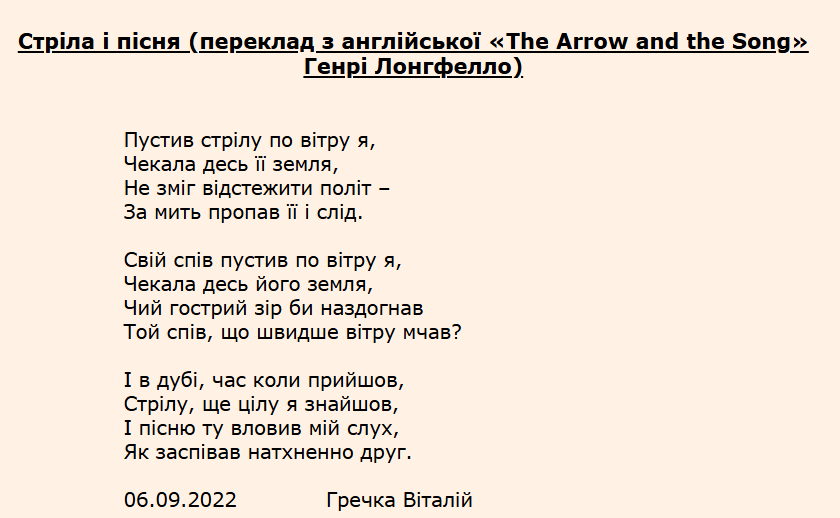 Стріла і пісня (переклад з англійської «The Arrow and the Song»
Генрі Лонгфелло)
Пустив стрілу по вітру я,
Чекала десь її земля,
Не зміг відстежити політ –
За мить пропав її і слід.
Свій спів пустив по вітру я,
Чекала десь його земля,
Чий гострий зір би наздогнав
Той спів, що швидше вітру мчав?
І в дубі, час коли прийшов,
Стрілу, ще цілу я знайшов,
І пісню ту вловив мій слух,
Як заспівав натхненно друг.
06.09.2022 Гречка Віталій